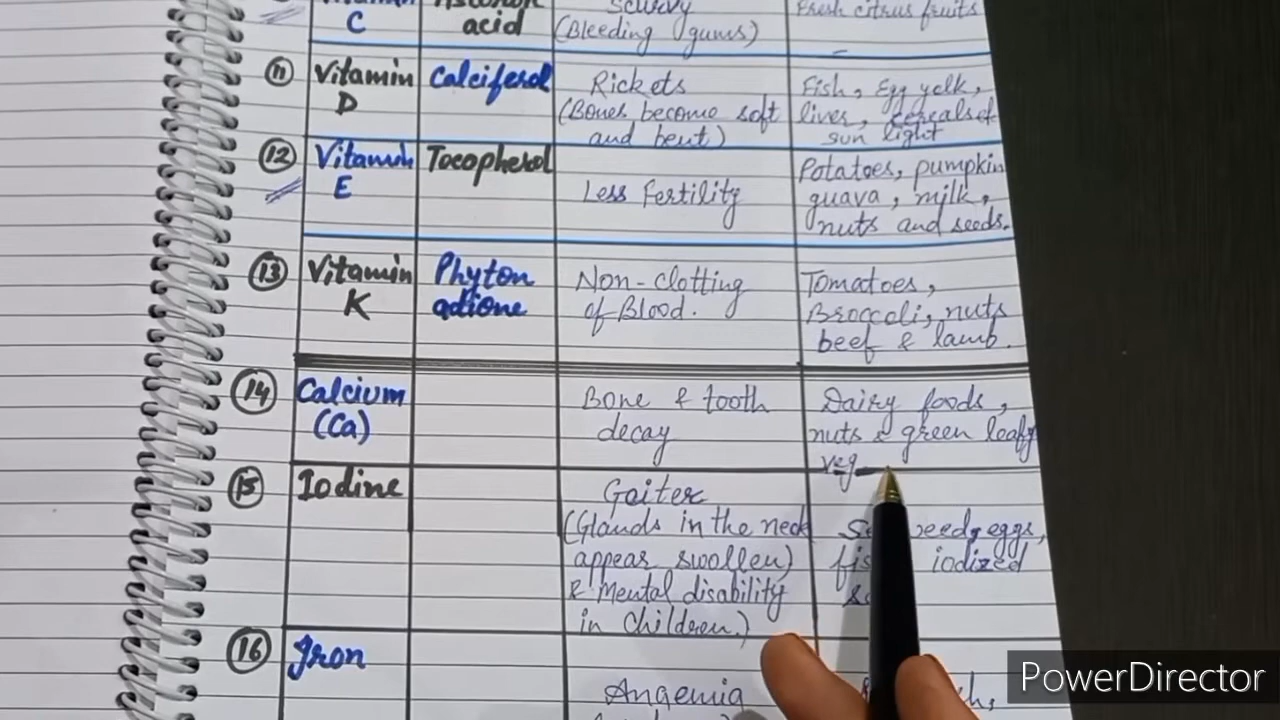 C acid (Bleeding gums) Fresh citrus fruits
11 Vitamin D Calciferol Rickets
(Bones become soft
and bent)
Fish, Egg yolk,
liver, cereals &
sun light
12 Vitamin E Tocopherol Less Fertility
Potatoes, pumpkin
guava, milk,
nuts and seeds.
13 Vitamin K Phyton
adione
Non-clotting
of Blood.
Tomatoes,
Broccoli, nuts
beef & lamb.
14 Calcium
(Ca)
Bone & tooth
decay
Dairy foods,
nuts & green leafy
veg
15 Iodine Goiter
(Glands in the neck
appear swollen)
& Mental disability
in children.)
eggs,
iodized
16 Iron
Anaemia
PowerDirector